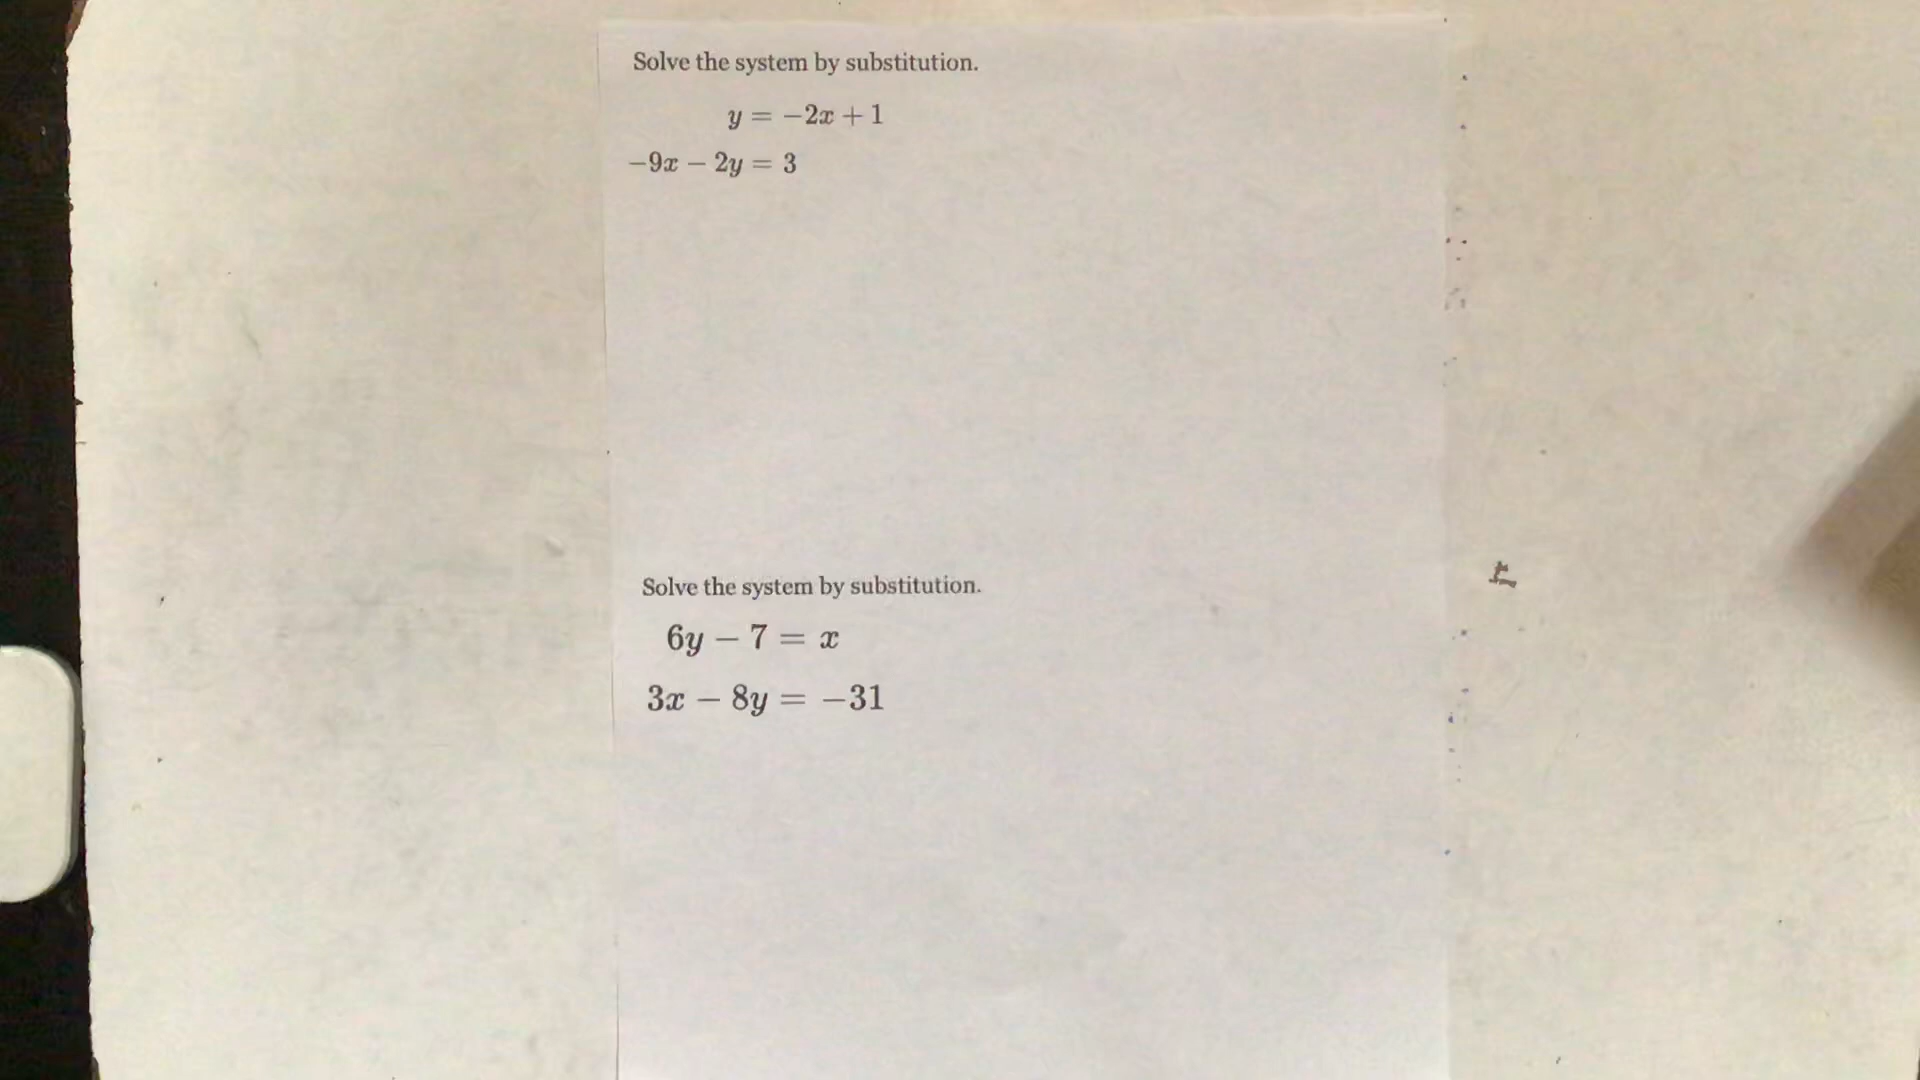 Solve the system by substitution.
y = −2x + 1
−9x − 2y = 3
Solve the system by substitution.
6y − 7 = x
3x − 8y = −31